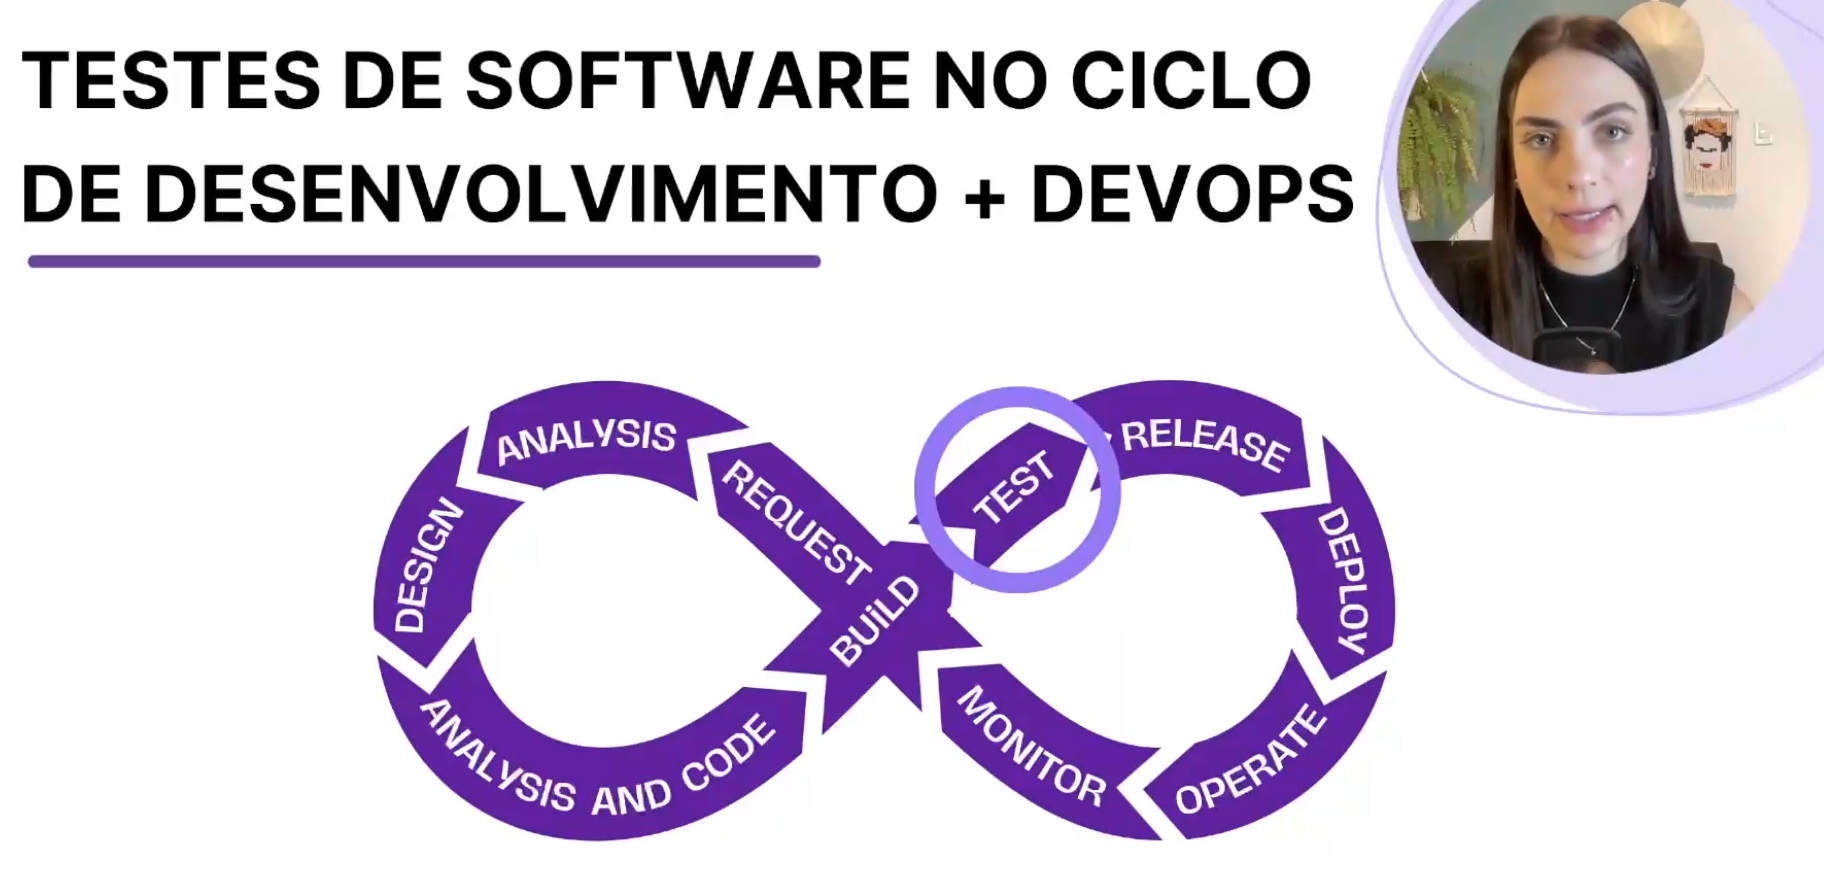 TESTES DE SOFTWARE NO CICLO
DE DESENVOLVIMENTO + DEVOPS
ANALYSIS
REQUEST
TEST
RELEASE
DESIGN
BUiLD
DEPLOY
ANALYSIS AND CODE
MONITOR
OPERATE